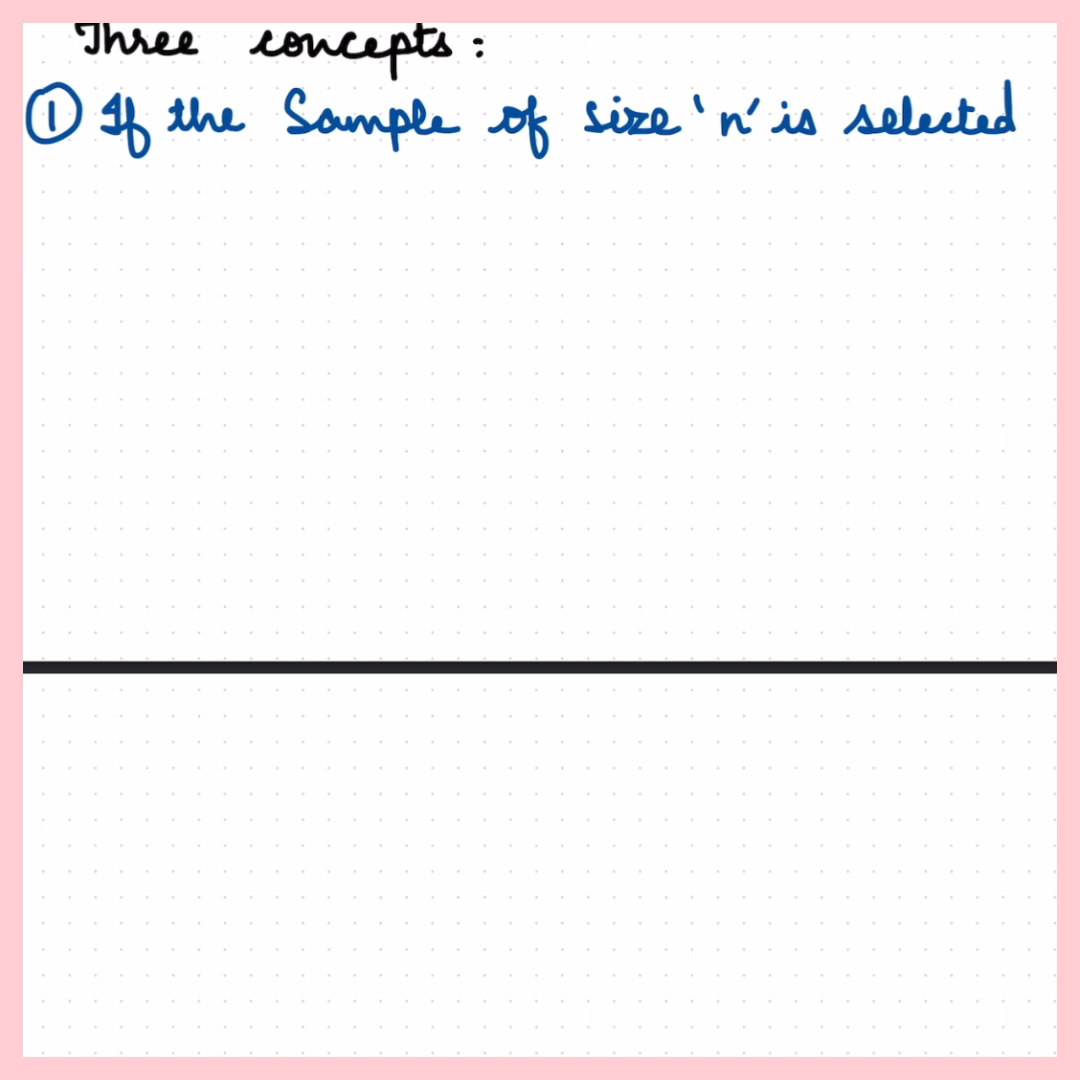 Three concepts:
① If the Sample of size 'n' is selected